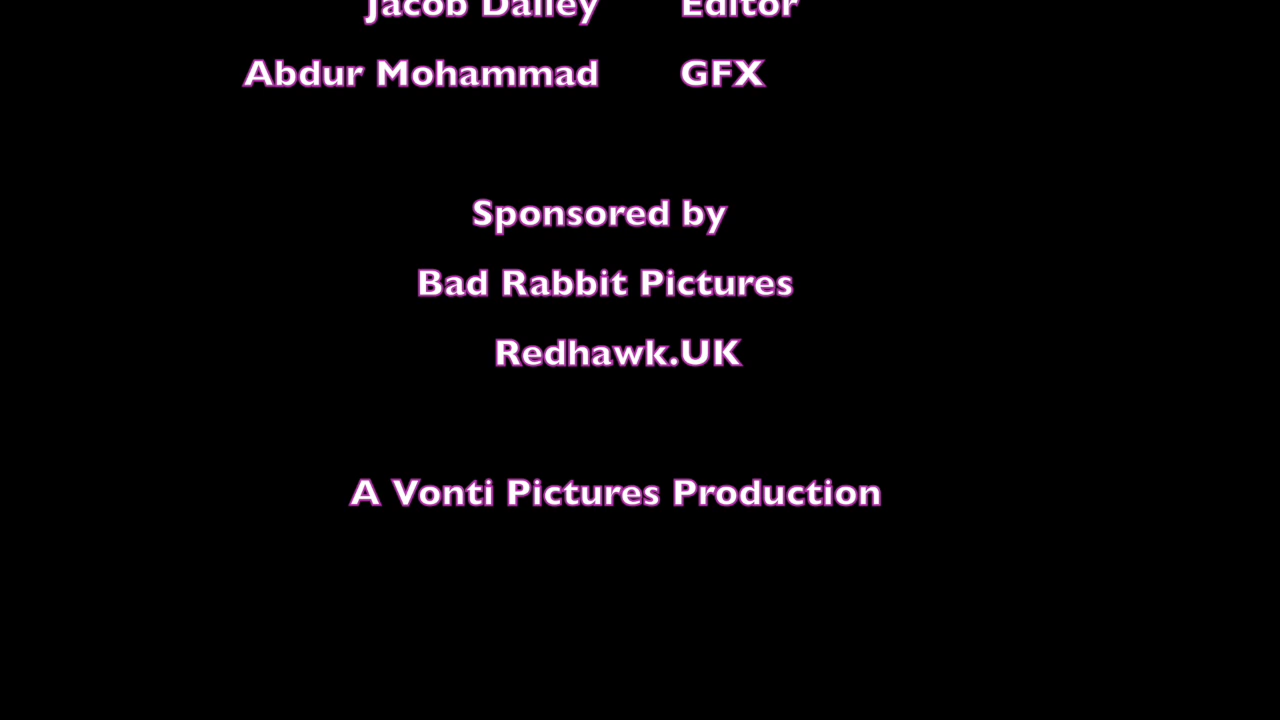 Jacob Dailey Editor
Abdur Mohammad GFX
Sponsored by
Bad Rabbit Pictures
Redhawk.UK
A Vonti Pictures Production